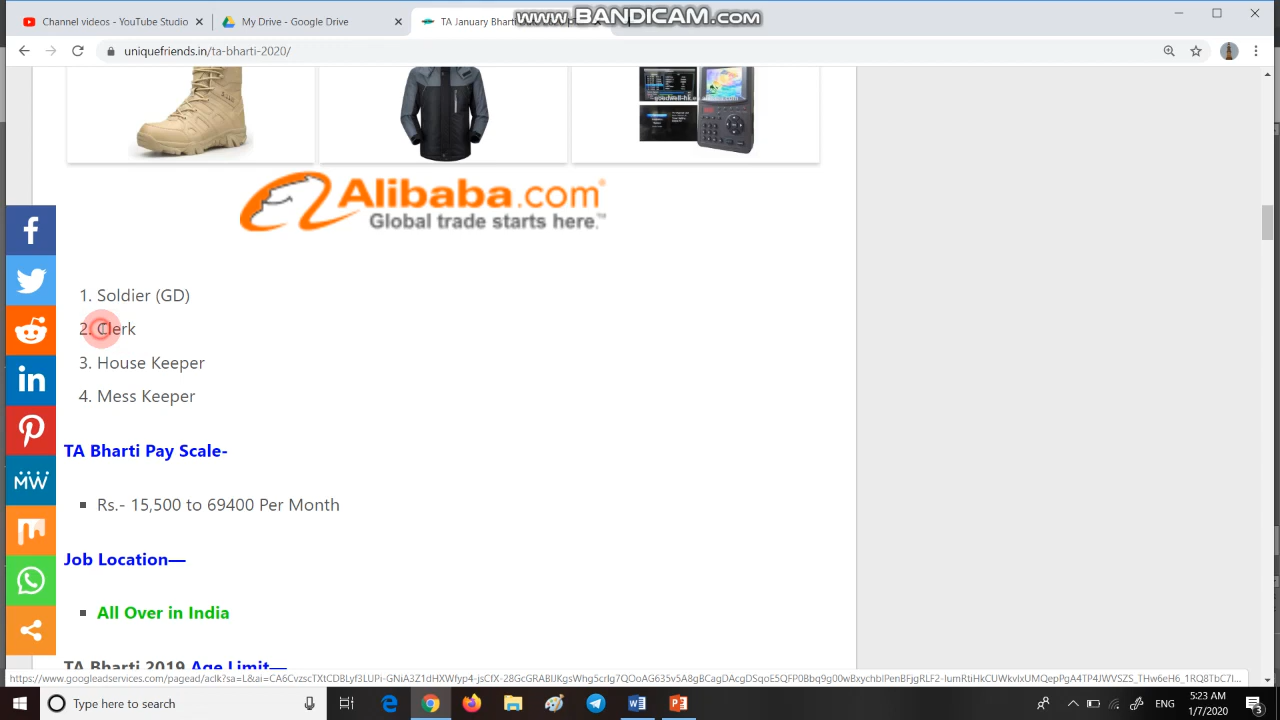 Channel videos - YouTube Studio
My Drive - Google Drive
TA January Bharti
www.BANDICAM.com
uniquefriends.in/ta-bharti-2020/
Alibaba.com
Global trade starts here.™
1. Soldier (GD)
2. Clerk
3. House Keeper
4. Mess Keeper
TA Bharti Pay Scale-
Rs.- 15,500 to 69400 Per Month
Job Location—
All Over in India
TA Bharti 2019 Age Limit—
Type here to search
ENG
5:23 AM
1/7/2020